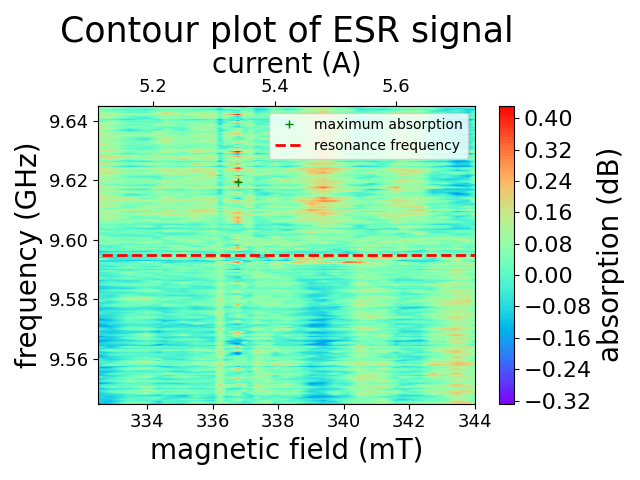 Contour plot of ESR signal
current (A)
5.2 5.4 5.6
maximum absorption
resonance frequency
frequency (GHz)
9.64
9.62
9.60
9.58
9.56
334 336 338 340 342 344
magnetic field (mT)
0.40
0.32
0.24
0.16
0.08
0.00
−0.08
−0.16
−0.24
−0.32
absorption (dB)